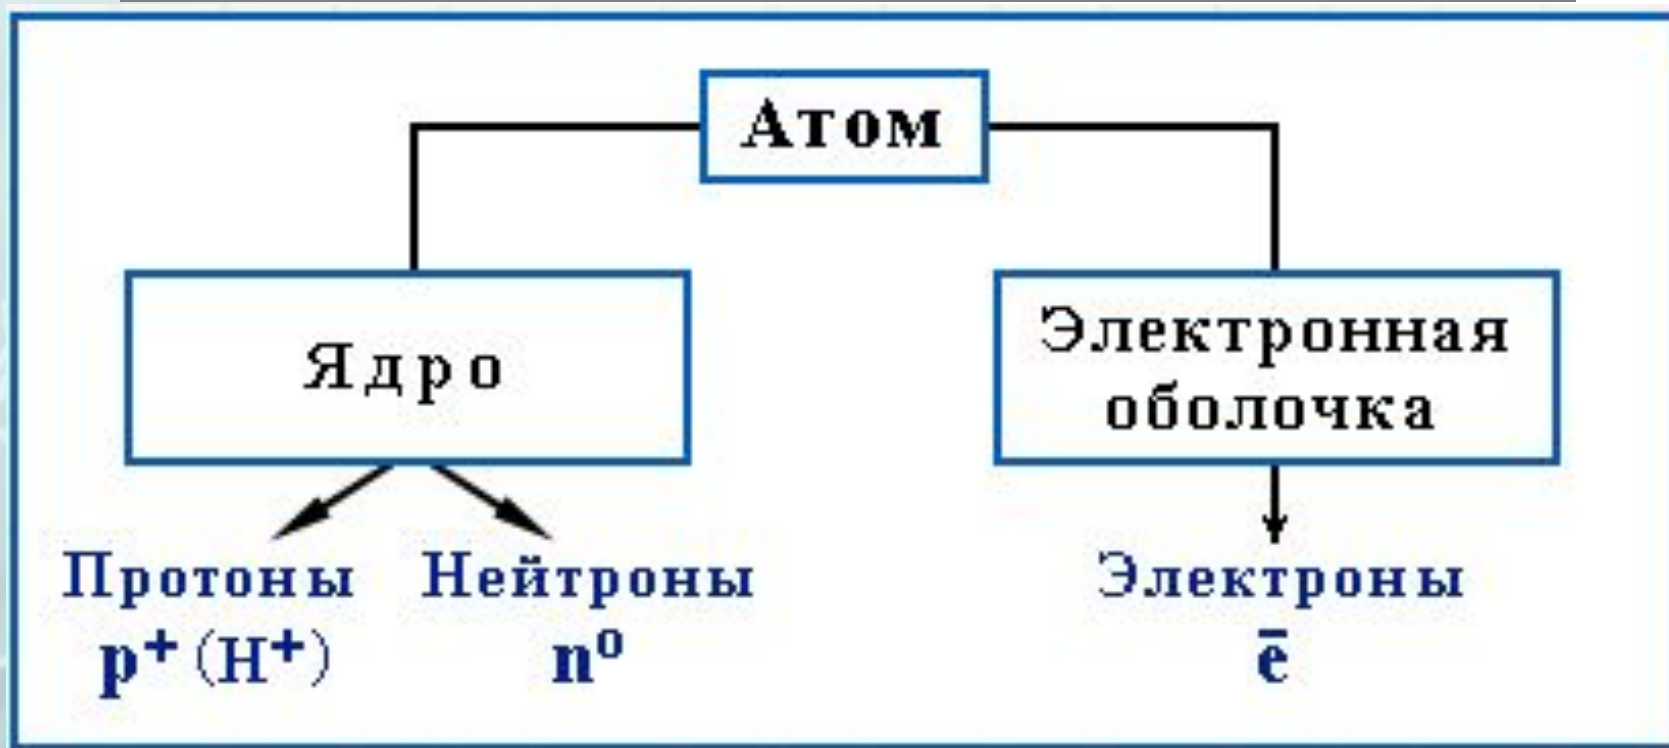 Атом
Ядро
Электронная
оболочка
Протоны
p⁺ (H⁺)
Нейтроны
n⁰
Электроны
ē